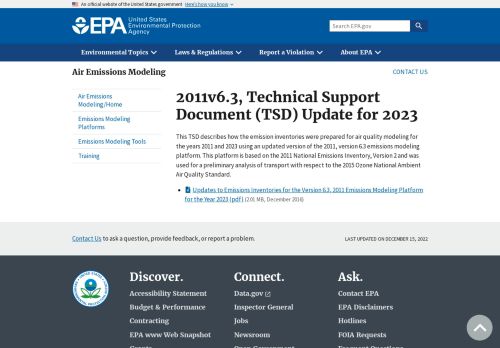 An official website of the United States government Here's how you know
EPA United States
Environmental Protection
Agency
Search EPA.gov
Environmental Topics
Laws & Regulations
Report a Violation
About EPA
Air Emissions Modeling
CONTACT US
Air Emissions
Modeling/Home
Emissions Modeling
Platforms
Emissions Modeling Tools
Training
2011v6.3, Technical Support
Document (TSD) Update for 2023
This TSD describes how the emission inventories were prepared for air quality modeling for
the years 2011 and 2023 using an updated version of the 2011, version 6.3 emissions modeling
platform. This platform is based on the 2011 National Emissions Inventory, Version 2 and was
used for a preliminary analysis of transport with respect to the 2015 Ozone National Ambient
Air Quality Standard.
Updates to Emissions Inventories for the Version 6.3, 2011 Emissions Modeling Platform
for the Year 2023 (pdf) (2.01 MB, December 2016)
Contact Us to ask a question, provide feedback, or report a problem.
LAST UPDATED ON DECEMBER 15, 2022
Discover.
Accessibility Statement
Budget & Performance
Contracting
EPA www Web Snapshot
Grants
Connect.
Data.gov
Inspector General
Jobs
Newsroom
Open Government
Ask.
Contact EPA
EPA Disclaimers
Hotlines
FOIA Requests
Frequent Questions